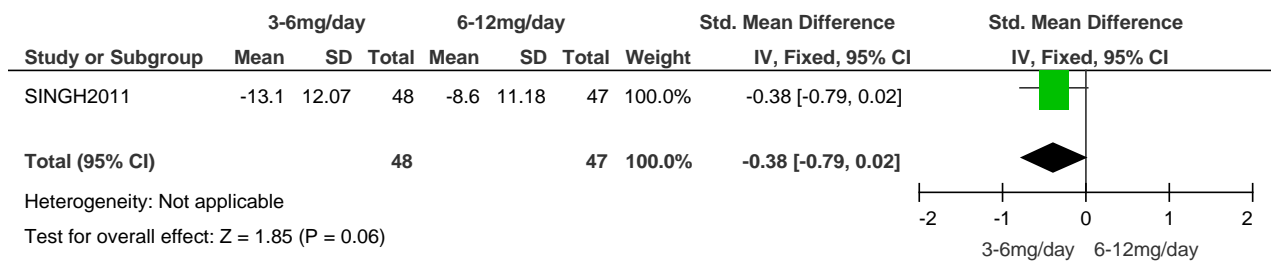 3-6mg/day 6-12mg/day Std. Mean Difference Std. Mean Difference
Study or Subgroup Mean SD Total Mean SD Total Weight IV, Fixed, 95% CI IV, Fixed, 95% CI
SINGH2011 -13.1 12.07 48 -8.6 11.18 47 100.0% -0.38 [-0.79, 0.02]
Total (95% CI) 48 47 100.0% -0.38 [-0.79, 0.02]
Heterogeneity: Not applicable
Test for overall effect: Z = 1.85 (P = 0.06)
-2 -1 0 1 2
3-6mg/day 6-12mg/day